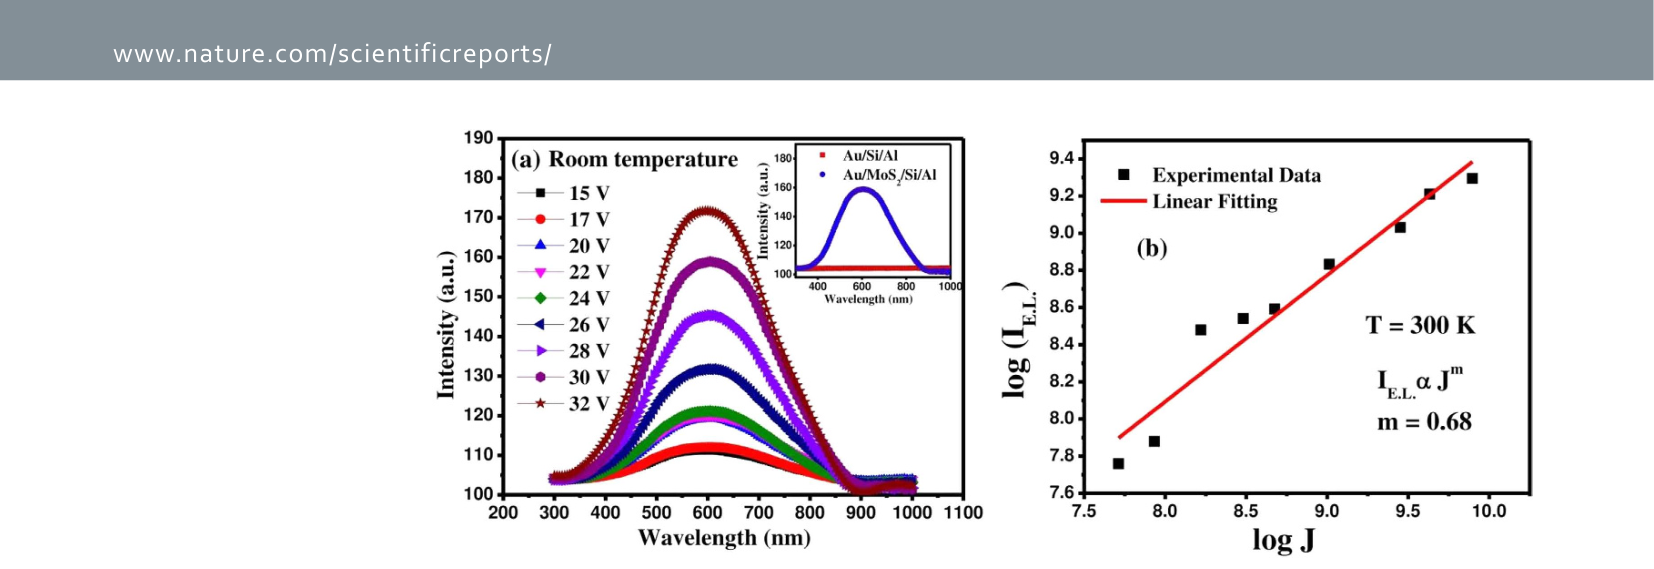 www.nature.com/scientificreports/
190
180
170
160
150
140
130
120
110
100
Intensity (a.u.)
(a) Room temperature
15 V
17 V
20 V
22 V
24 V
26 V
28 V
30 V
32 V
200 300 400 500 600 700 800 900 1000 1100
Wavelength (nm)
180
160
140
120
100
Intensity (a.u.)
Au/Si/Al
Au/MoS2/Si/Al
400 600 800 1000
Wavelength (nm)
9.4
9.2
9.0
8.8
8.6
8.4
8.2
8.0
7.8
7.6
log (I E.L.)
Experimental Data
Linear Fitting
(b)
T = 300 K
I E.L. α J^m
m = 0.68
7.5 8.0 8.5 9.0 9.5 10.0
log J